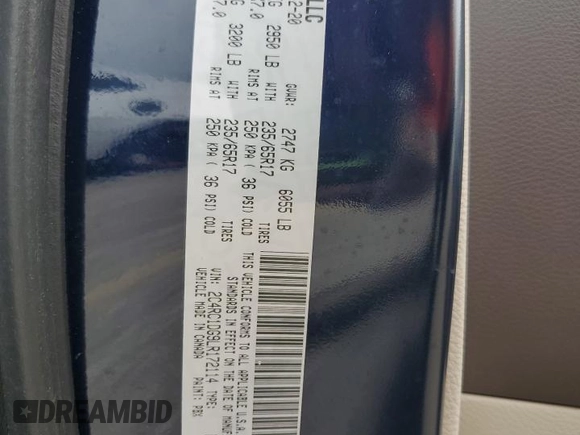 LLC
2-20 GVWR: 2747 KG 6055 LB
G 2950 LB WITH 235/65R17 TIRES
7.0 RIMS AT 250 KPA ( 36 PSI) COLD
G 3200 LB WITH 235/65R17 TIRES
7.0 RIMS AT 250 KPA ( 36 PSI) COLD
THIS VEHICLE CONFORMS TO ALL APPLICABLE U.S.A.
STANDARDS IN EFFECT ON THE DATE OF MANUF
VIN: 2C4RC1DG9LR172114 TYPE:
VEHICLE MADE IN CANADA PAINT: PBX
DREAMBID